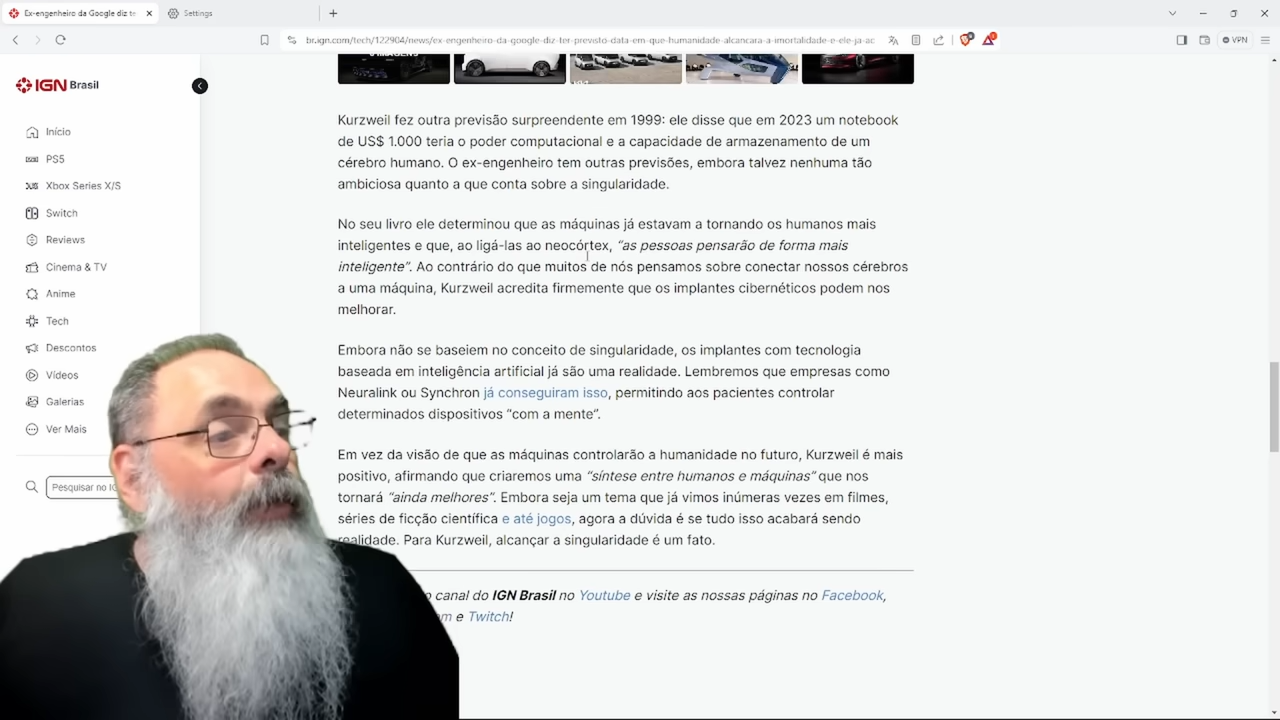 Ex-engenheiro da Google diz te
Settings
br.ign.com/tech/122904/news/ex-engenheiro-da-google-diz-ter-previsto-data-em-que-humanidade-alcancara-a-imortalidade-e-ele-ja-ac
VPN
IGN Brasil
Início
PS5
Xbox Series X/S
Switch
Reviews
Cinema & TV
Anime
Tech
Descontos
Vídeos
Galerias
Ver Mais
Pesquisar no IG
Kurzweil fez outra previsão surpreendente em 1999: ele disse que em 2023 um notebook
de US$ 1.000 teria o poder computacional e a capacidade de armazenamento de um
cérebro humano. O ex-engenheiro tem outras previsões, embora talvez nenhuma tão
ambiciosa quanto a que conta sobre a singularidade.
No seu livro ele determinou que as máquinas já estavam a tornando os humanos mais
inteligentes e que, ao ligá-las ao neocórtex, “as pessoas pensarão de forma mais
inteligente”. Ao contrário do que muitos de nós pensamos sobre conectar nossos cérebros
a uma máquina, Kurzweil acredita firmemente que os implantes cibernéticos podem nos
melhorar.
Embora não se baseiem no conceito de singularidade, os implantes com tecnologia
baseada em inteligência artificial já são uma realidade. Lembremos que empresas como
Neuralink ou Synchron já conseguiram isso, permitindo aos pacientes controlar
determinados dispositivos “com a mente”.
Em vez da visão de que as máquinas controlarão a humanidade no futuro, Kurzweil é mais
positivo, afirmando que criaremos uma “síntese entre humanos e máquinas” que nos
tornará “ainda melhores”. Embora seja um tema que já vimos inúmeras vezes em filmes,
séries de ficção científica e até jogos, agora a dúvida é se tudo isso acabará sendo
realidade. Para Kurzweil, alcançar a singularidade é um fato.
o canal do IGN Brasil no Youtube e visite as nossas páginas no Facebook,
m e Twitch!